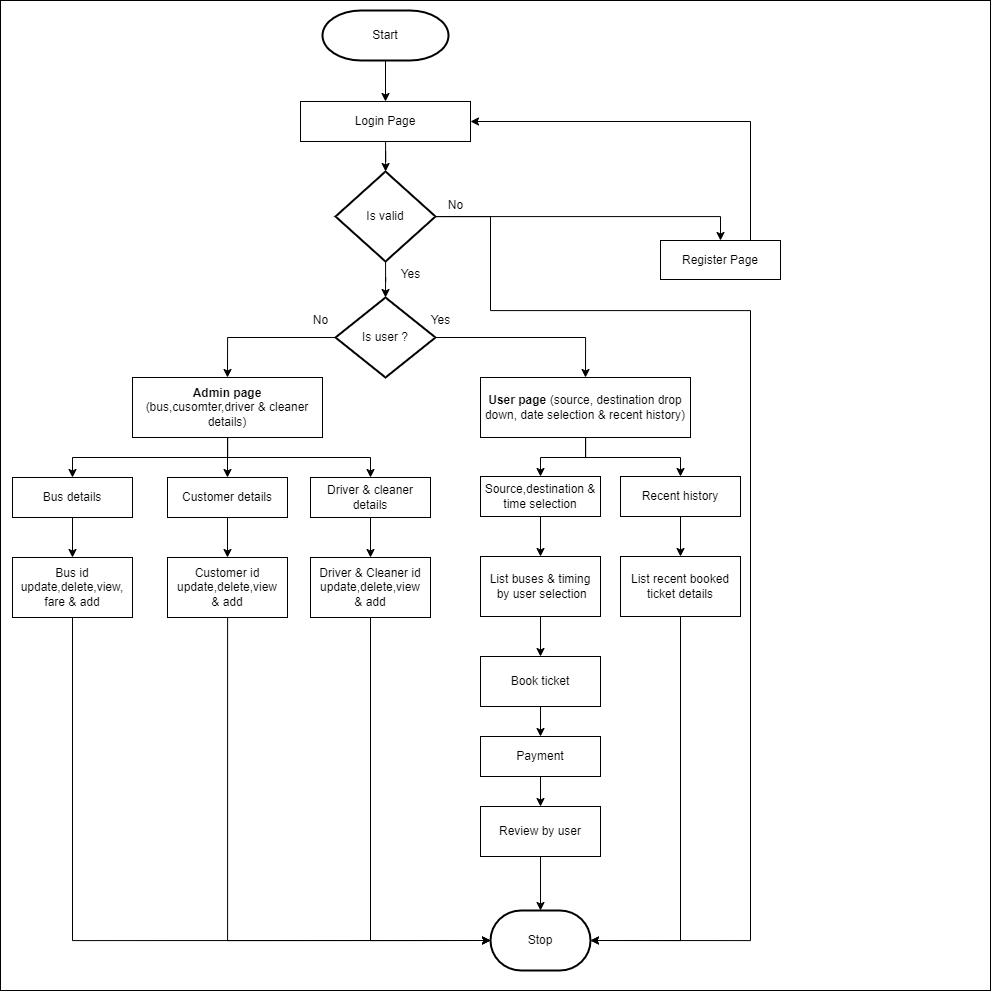 Start
Login Page
Is valid
No
Register Page
Yes
Is user ?
No
Yes
Admin page
(bus,cusomter,driver & cleaner
details)
User page (source, destination drop
down, date selection & recent history)
Bus details
Customer details
Driver & cleaner
details
Source,destination &
time selection
Recent history
Bus id
update,delete,view,
fare & add
Customer id
update,delete,view
& add
Driver & Cleaner id
update,delete,view
& add
List buses & timing
by user selection
List recent booked
ticket details
Book ticket
Payment
Review by user
Stop